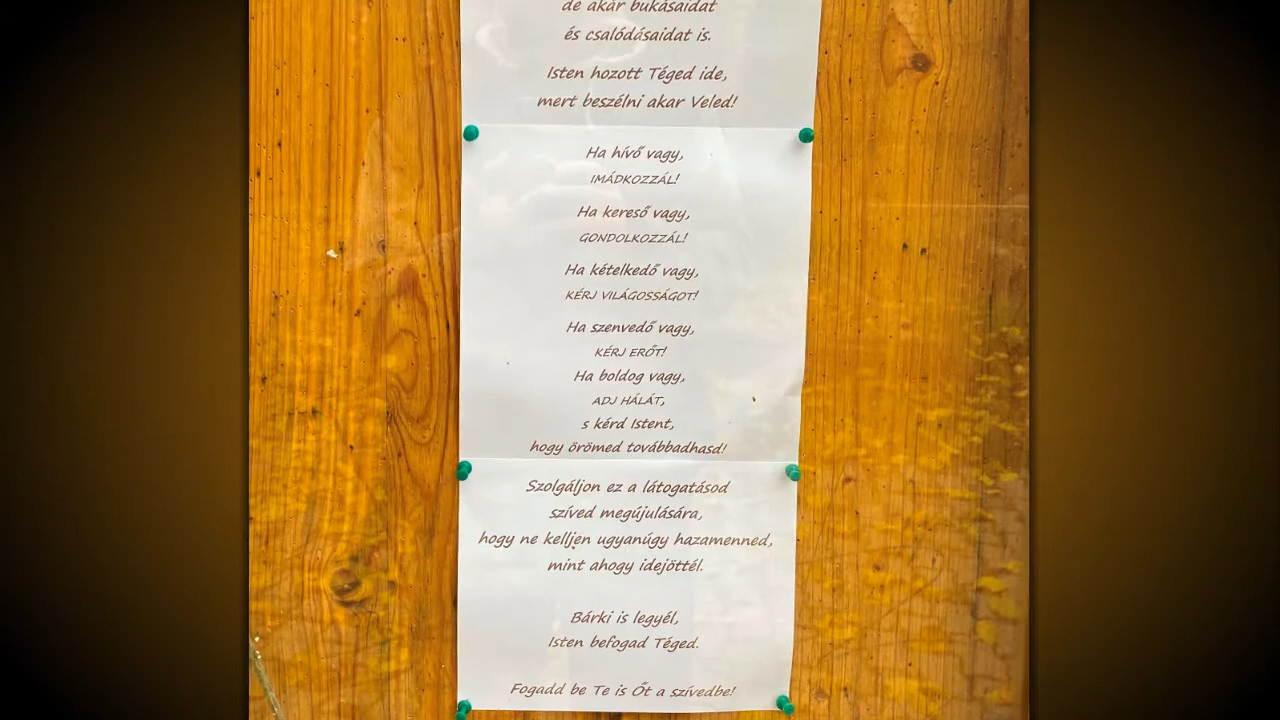 de akár bukásaidat
és csalódásaidat is.
Isten hozott Téged ide,
mert beszélni akar Veled!
Ha hívő vagy,
IMÁDKOZZÁL!
Ha kereső vagy,
GONDOLKOZZÁL!
Ha kételkedő vagy,
KÉRJ VILÁGOSSÁGOT!
Ha szenvedő vagy,
KÉRJ ERŐT!
Ha boldog vagy,
ADJ HÁLÁT,
s kérd Istent,
hogy örömed továbbadhasd!
Szolgáljon ez a látogatásod
szíved megújulására,
hogy ne kelljen ugyanúgy hazamenned,
mint ahogy idejöttél.
Bárki is legyél,
Isten befogad Téged.
Fogadd be Te is Őt a szívedbe!